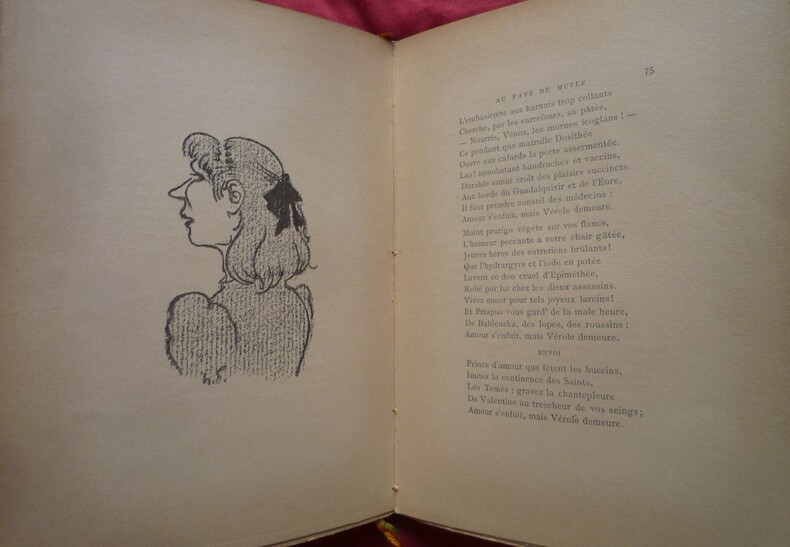 H.S.
AU PAYS DU MUFLE
75
L'embasicète aux harnais trop collants
Cherche, par les carrefours, sa pâtée,
— Nourris, Vénus, les mornes icoglans ! —
Ce pendant que matrulle Dosithée
Ouvre aux cafards la porte assermentée.
Las! nonobstant baudruches et vaccins,
Durable ennui croît des plaisirs succincts.
Aux bords du Guadalquivir et de l'Eure,
Il faut prendre conseil des médecins :
Amour s'enfuit, mais Vérole demeure.
Maint prurigo végète sur vos flancs,
L'humeur peccante a votre chair gâtée,
Jeunes héros des entretiens brûlants!
Que l'hydrargyre et l'iode en potée
Lavent ce don cruel d'Epiméthée,
Robé par lui chez les dieux assassins.
Vivez encor pour tels joyeux larcins!
Et Priapus vous gard' de la male heure,
De Bahlenska, des lopes, des roussins :
Amour s'enfuit, mais Vérole demeure.
ENVOI
Prince d'amour que fêtent les buccins,
Imitez la continence des Saints,
Léo Temès : gravez la chantepleure
De Valentine au trescheur de vos seings;
Amour s'enfuit, mais Vérole demeure.